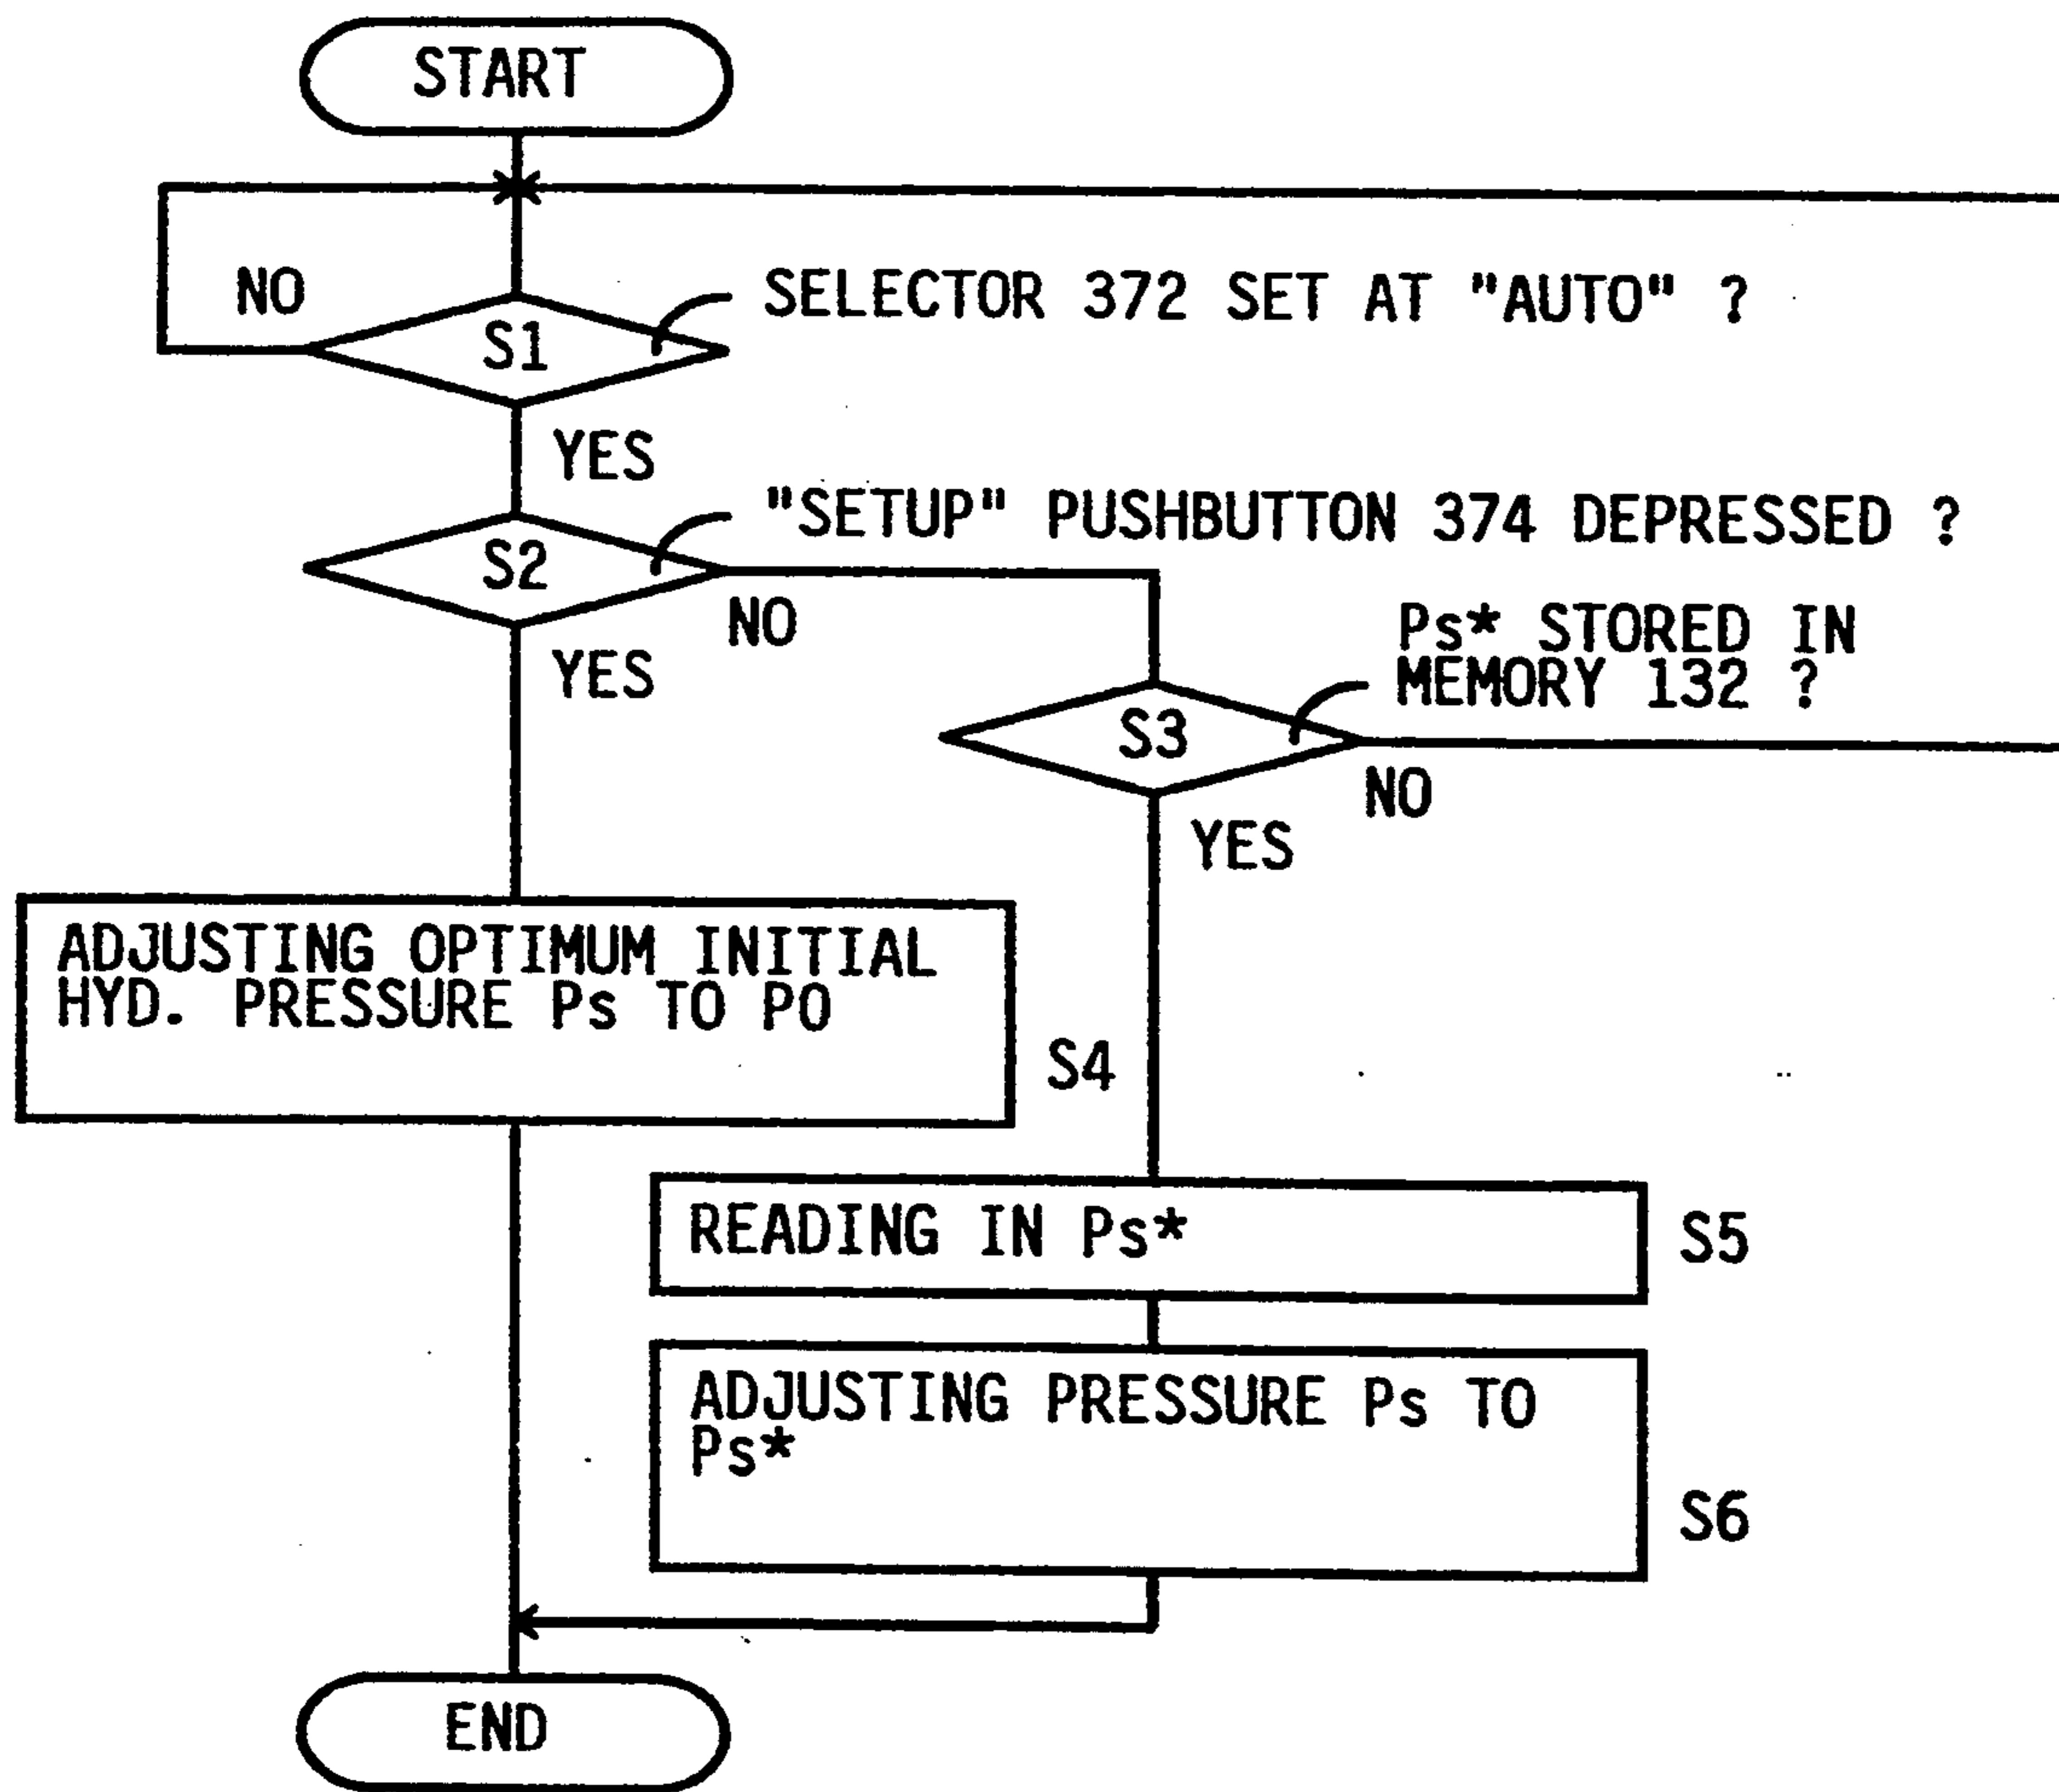 START
NO
SELECTOR 372 SET AT "AUTO" ?
S1
YES
"SETUP" PUSHBUTTON 374 DEPRESSED ?
S2
NO
YES
Ps* STORED IN
MEMORY 132 ?
S3
NO
YES
ADJUSTING OPTIMUM INITIAL
HYD. PRESSURE Ps TO PO
S4
READING IN Ps*
S5
ADJUSTING PRESSURE Ps TO
Ps*
S6
END